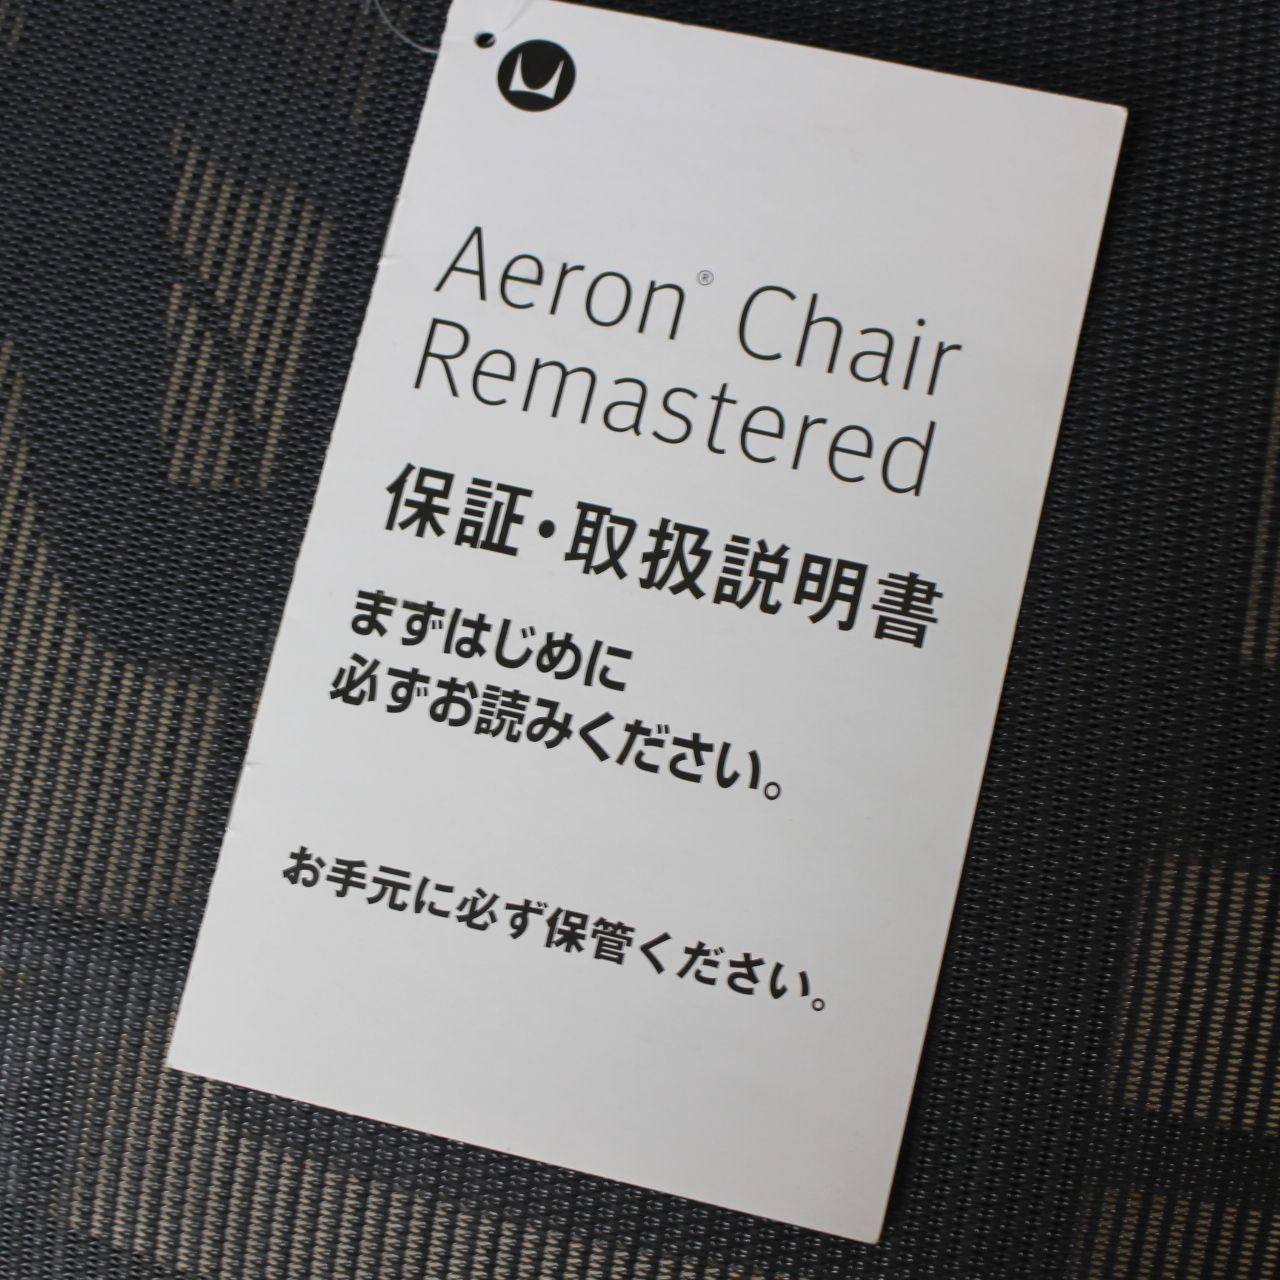 Aeron® Chair
Remastered
保証・取扱説明書
まずはじめに
必ずお読みください。
お手元に必ず保管ください。